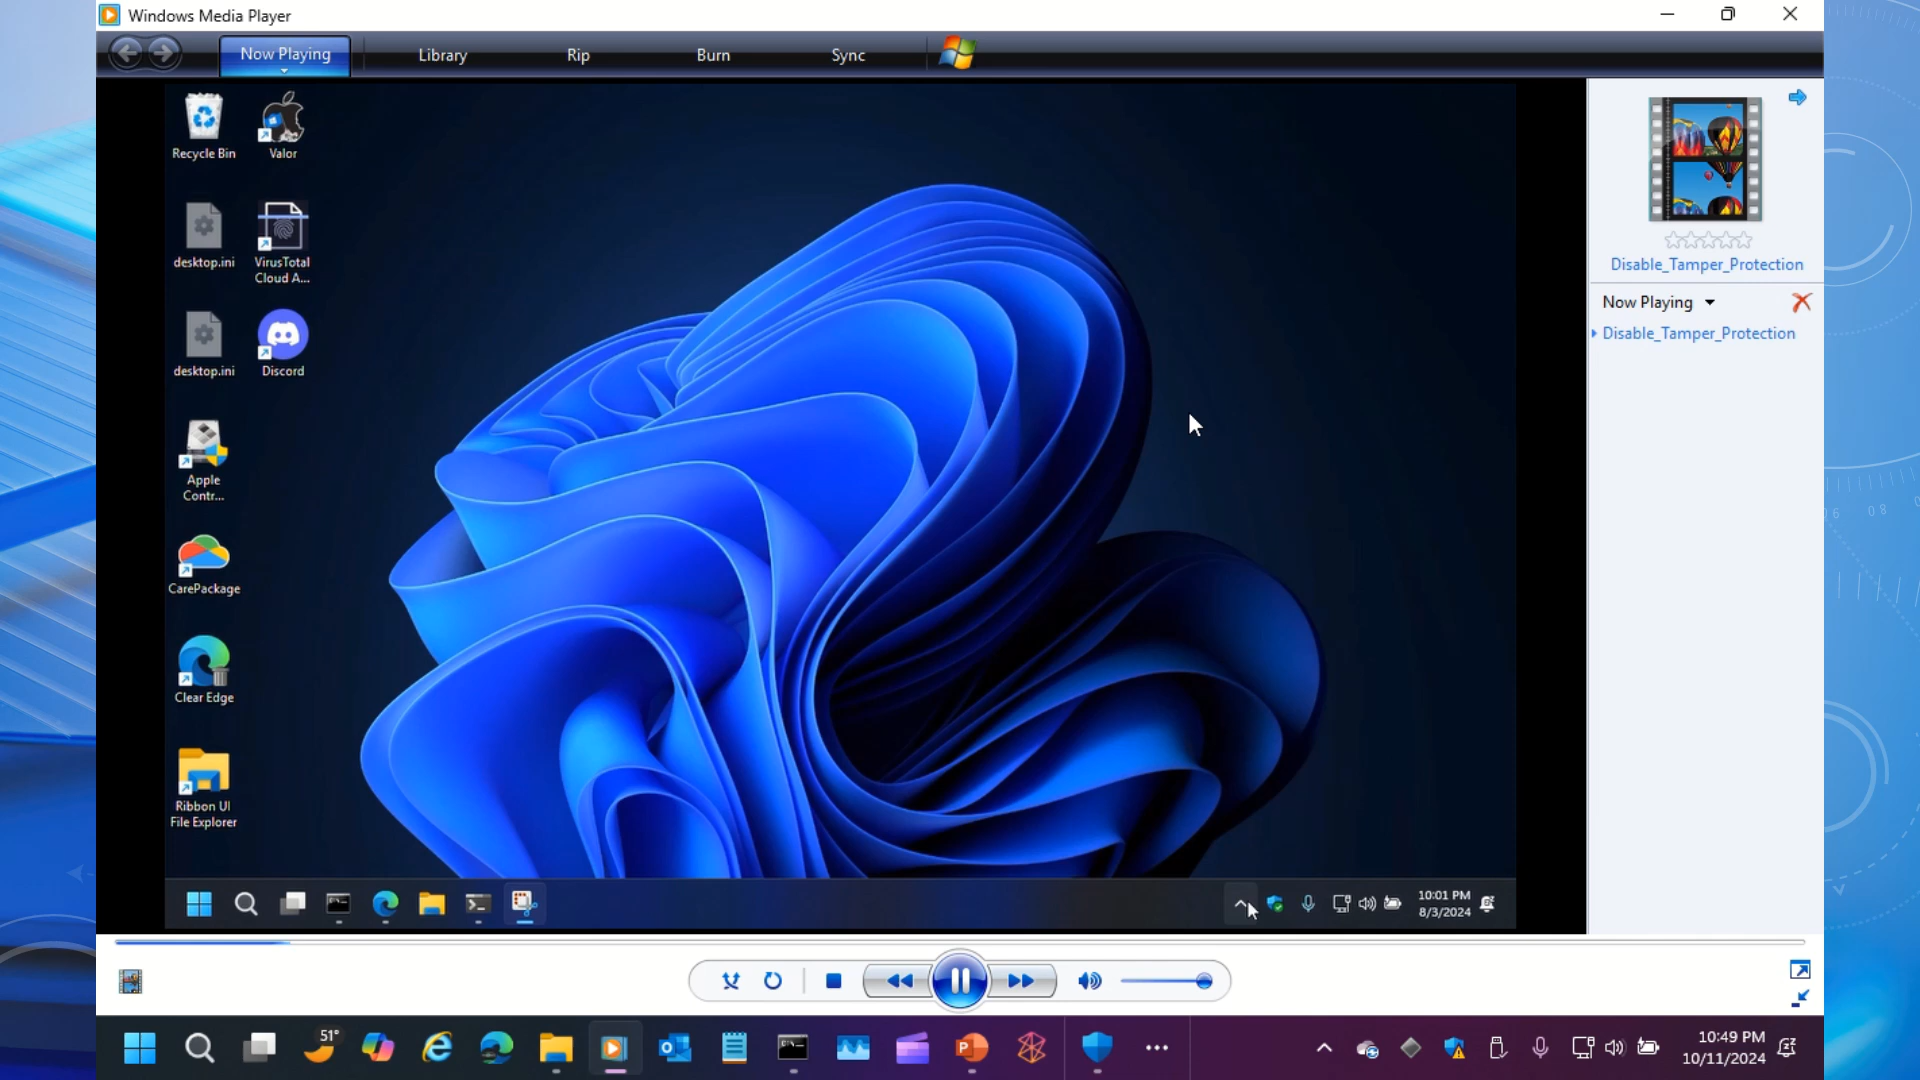 Windows Media Player
Now Playing
Library
Rip
Burn
Sync
Recycle Bin
Valor
desktop.ini
VirusTotal
Cloud A...
desktop.ini
Discord
Apple
Contr...
CarePackage
Clear Edge
Ribbon UI
File Explorer
10:01 PM
8/3/2024
Disable_Tamper_Protection
Now Playing
Disable_Tamper_Protection
08
51°
10:49 PM
10/11/2024